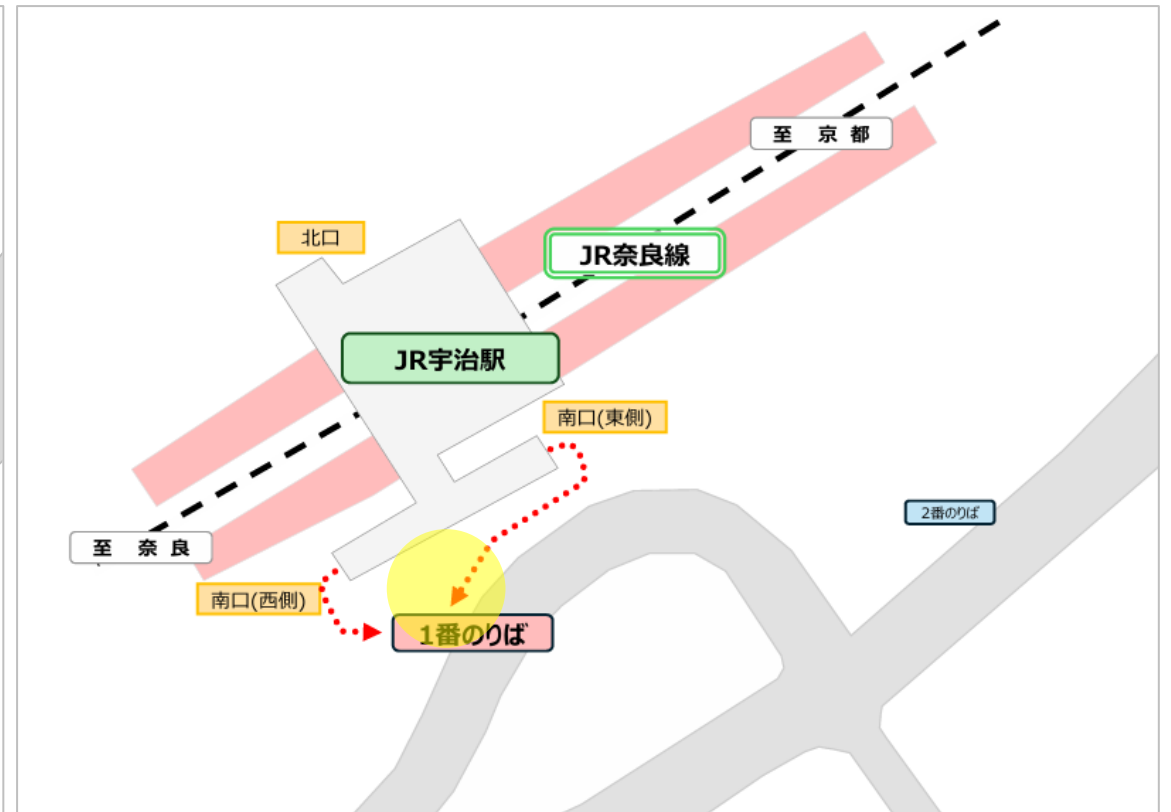 至 京 都
北口
JR奈良線
JR宇治駅
南口(東側)
2番のりば
至 奈 良
南口(西側)
1番のりば